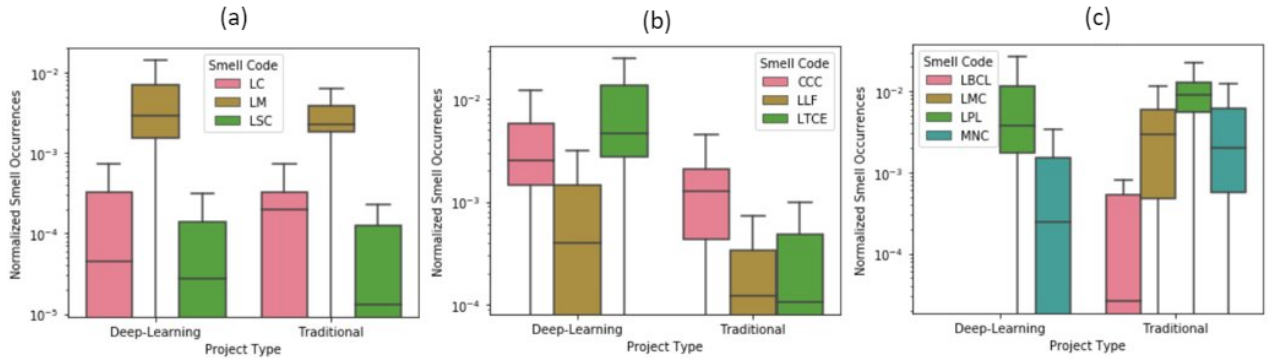 (a)
Normalized Smell Occurrences
10⁻²
10⁻³
10⁻⁴
10⁻⁵
Smell Code
LC
LM
LSC
Deep-Learning
Traditional
Project Type
(b)
Normalized Smell Occurrences
10⁻²
10⁻³
10⁻⁴
Smell Code
CCC
LLF
LTCE
Deep-Learning
Traditional
Project Type
(c)
Normalized Smell Occurrences
10⁻²
10⁻³
10⁻⁴
Smell Code
LBCL
LMC
LPL
MNC
Deep-Learning
Traditional
Project Type